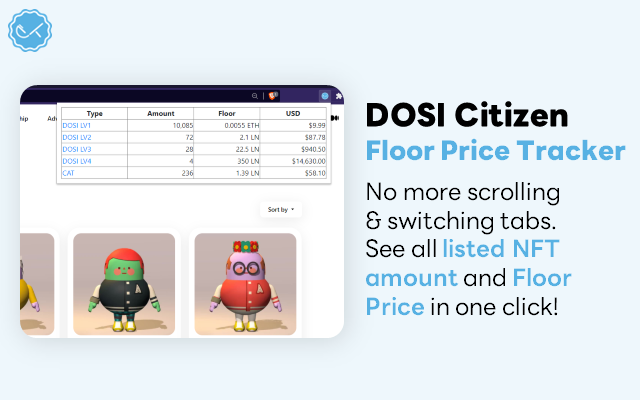 DOSI Citizen
Floor Price Tracker
No more scrolling
& switching tabs.
See all listed NFT
amount and Floor
Price in one click!
Type Amount Floor USD
DOSI LV1 10,085 0.0055 ETH $9.99
DOSI LV2 72 2.1 LN $87.78
DOSI LV3 28 22.5 LN $940.50
DOSI LV4 4 350 LN $14,630.00
CAT 236 1.39 LN $58.10
Sort by
A
A